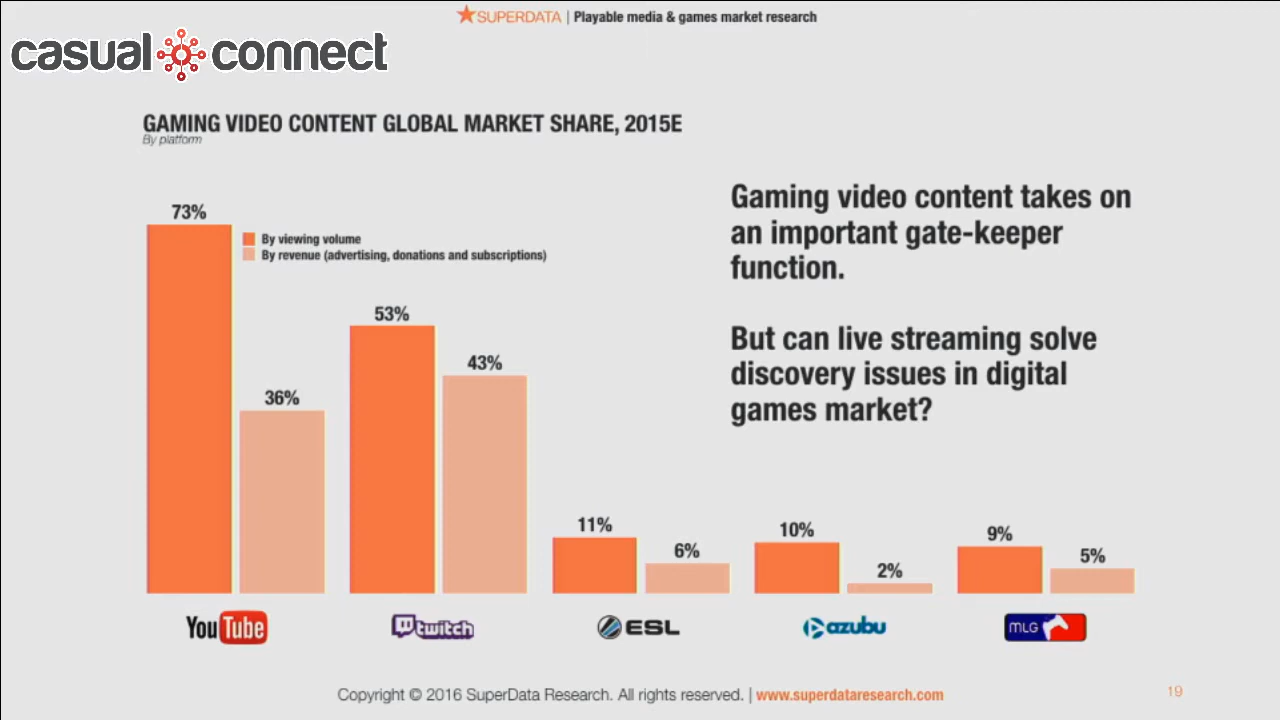 SUPERDATA | Playable media & games market research
casual connect
GAMING VIDEO CONTENT GLOBAL MARKET SHARE, 2015E
By platform
73%
36%
53%
43%
11%
6%
10%
2%
9%
5%
By viewing volume
By revenue (advertising, donations and subscriptions)
Gaming video content takes on
an important gate-keeper
function.
But can live streaming solve
discovery issues in digital
games market?
YouTube
twitch
ESL
azubu
MLG
Copyright © 2016 SuperData Research. All rights reserved. | www.superdataresearch.com
19